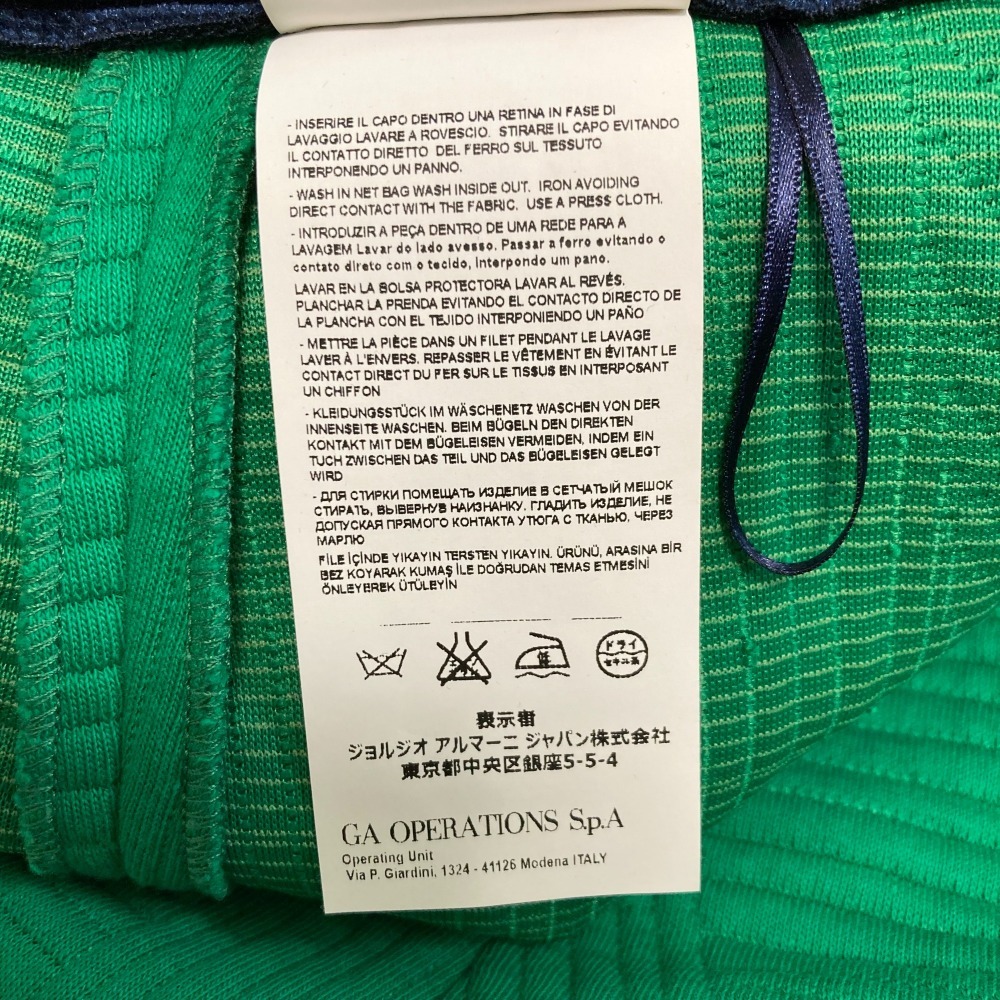 - INSERIRE IL CAPO DENTRO UNA RETINA IN FASE DI
LAVAGGIO LAVARE A ROVESCIO. STIRARE IL CAPO EVITANDO
IL CONTATTO DIRETTO DEL FERRO SUL TESSUTO
INTERPONENDO UN PANNO.
- WASH IN NET BAG WASH INSIDE OUT. IRON AVOIDING
DIRECT CONTACT WITH THE FABRIC. USE A PRESS CLOTH.
- INTRODUZIR A PEÇA DENTRO DE UMA REDE PARA A
LAVAGEM Lavar do lado avesso. Passar a ferro evitando o
contato direto com o tecido, interpondo um pano.
LAVAR EN LA BOLSA PROTECTORA LAVAR AL REVÉS.
PLANCHAR LA PRENDA EVITANDO EL CONTACTO DIRECTO DE
LA PLANCHA CON EL TEJIDO INTERPONIENDO UN PAÑO
- METTRE LA PIÈCE DANS UN FILET PENDANT LE LAVAGE
LAVER À L'ENVERS. REPASSER LE VÊTEMENT EN ÉVITANT LE
CONTACT DIRECT DU FER SUR LE TISSUS EN INTERPOSANT
UN CHIFFON
- KLEIDUNGSSTÜCK IM WÄSCHENETZ WASCHEN VON DER
INNENSEITE WASCHEN. BEIM BÜGELN DEN DIREKTEN
KONTAKT MIT DEM BÜGELEISEN VERMEIDEN, INDEM EIN
TUCH ZWISCHEN DAS TEIL UND DAS BÜGELEISEN GELEGT
WIRD
- ДЛЯ СТИРКИ ПОМЕЩАТЬ ИЗДЕЛИЕ В СЕТЧАТЫЙ МЕШОК
СТИРАТЬ, ВЫВЕРНУВ НАИЗНАНКУ. ГЛАДИТЬ ИЗДЕЛИЕ, НЕ
ДОПУСКАЯ ПРЯМОГО КОНТАКТА УТЮГА С ТКАНЬЮ, ЧЕРЕЗ
МАРЛЮ
FİLE İÇİNDE YIKAYIN TERSTEN YIKAYIN. ÜRÜNÜ, ARASINA BİR
BEZ KOYARAK KUMAŞ İLE DOĞRUDAN TEMAS ETMESİNİ
ÖNLEYEREK ÜTÜLEYİN
低 ドライ
セキユ系
表示者
ジョルジオ アルマーニ ジャパン株式会社
東京都中央区銀座5-5-4
GA OPERATIONS S.p.A
Operating Unit
Via P. Giardini, 1324 - 41126 Modena ITALY